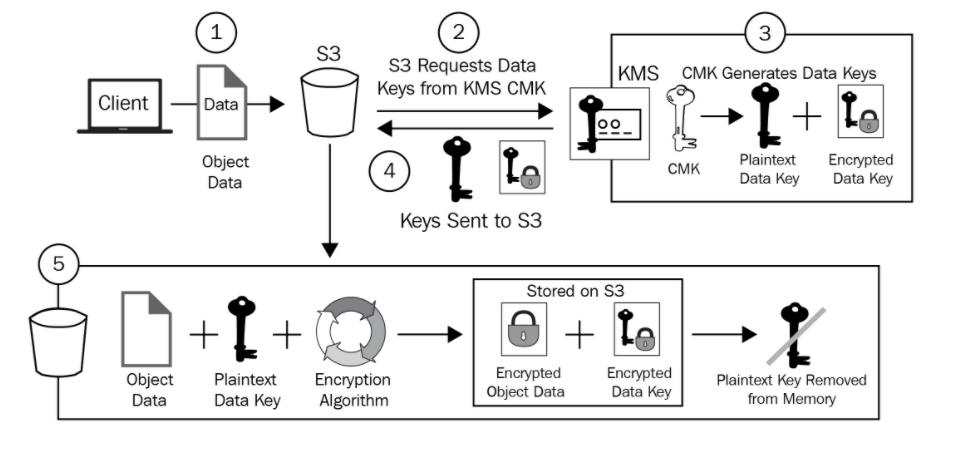 1
Client
Data
Object
Data
S3
2
S3 Requests Data
Keys from KMS CMK
4
Keys Sent to S3
3
KMS
CMK Generates Data Keys
CMK
Plaintext
Data Key
Encrypted
Data Key
5
Object
Data
Plaintext
Data Key
Encryption
Algorithm
Stored on S3
Encrypted
Object Data
Encrypted
Data Key
Plaintext Key Removed
from Memory